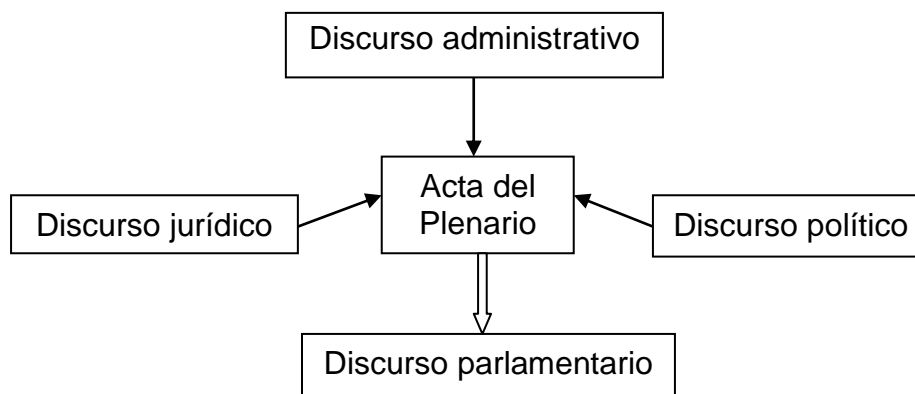 Discurso administrativo
Acta del
Plenario
Discurso jurídico
Discurso político
Discurso parlamentario